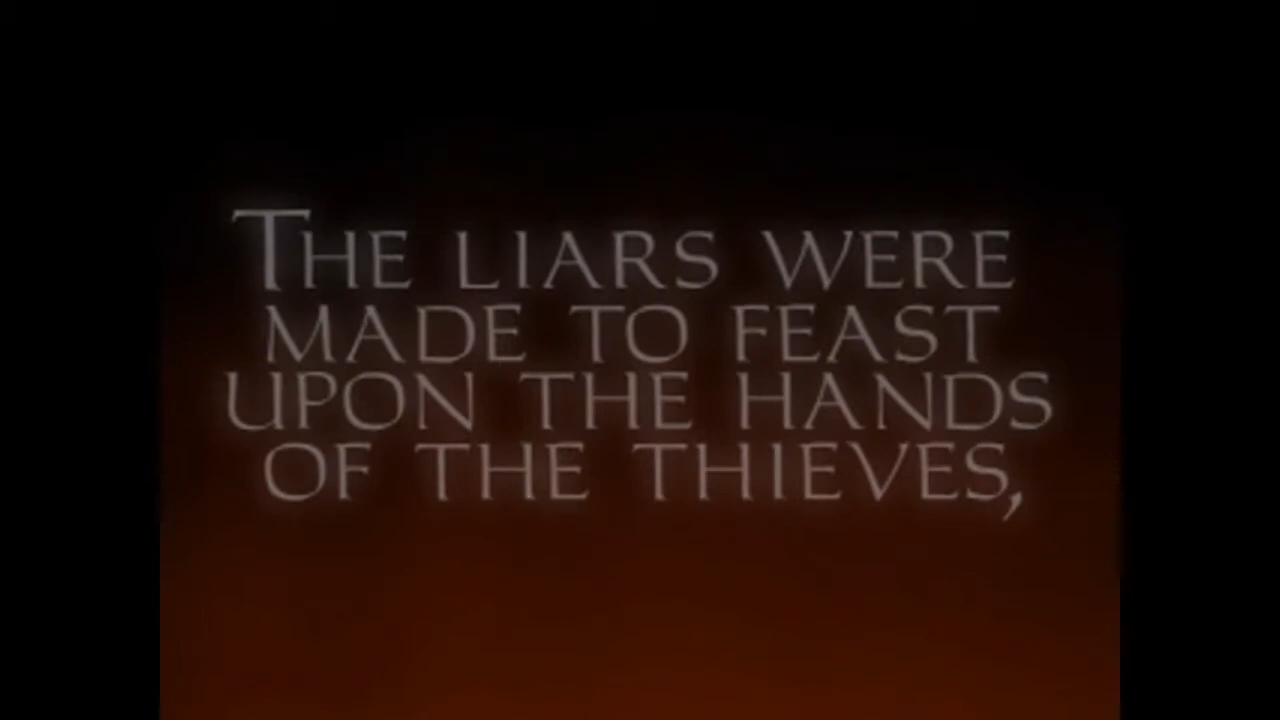 The liars were
made to feast
upon the hands
of the thieves,